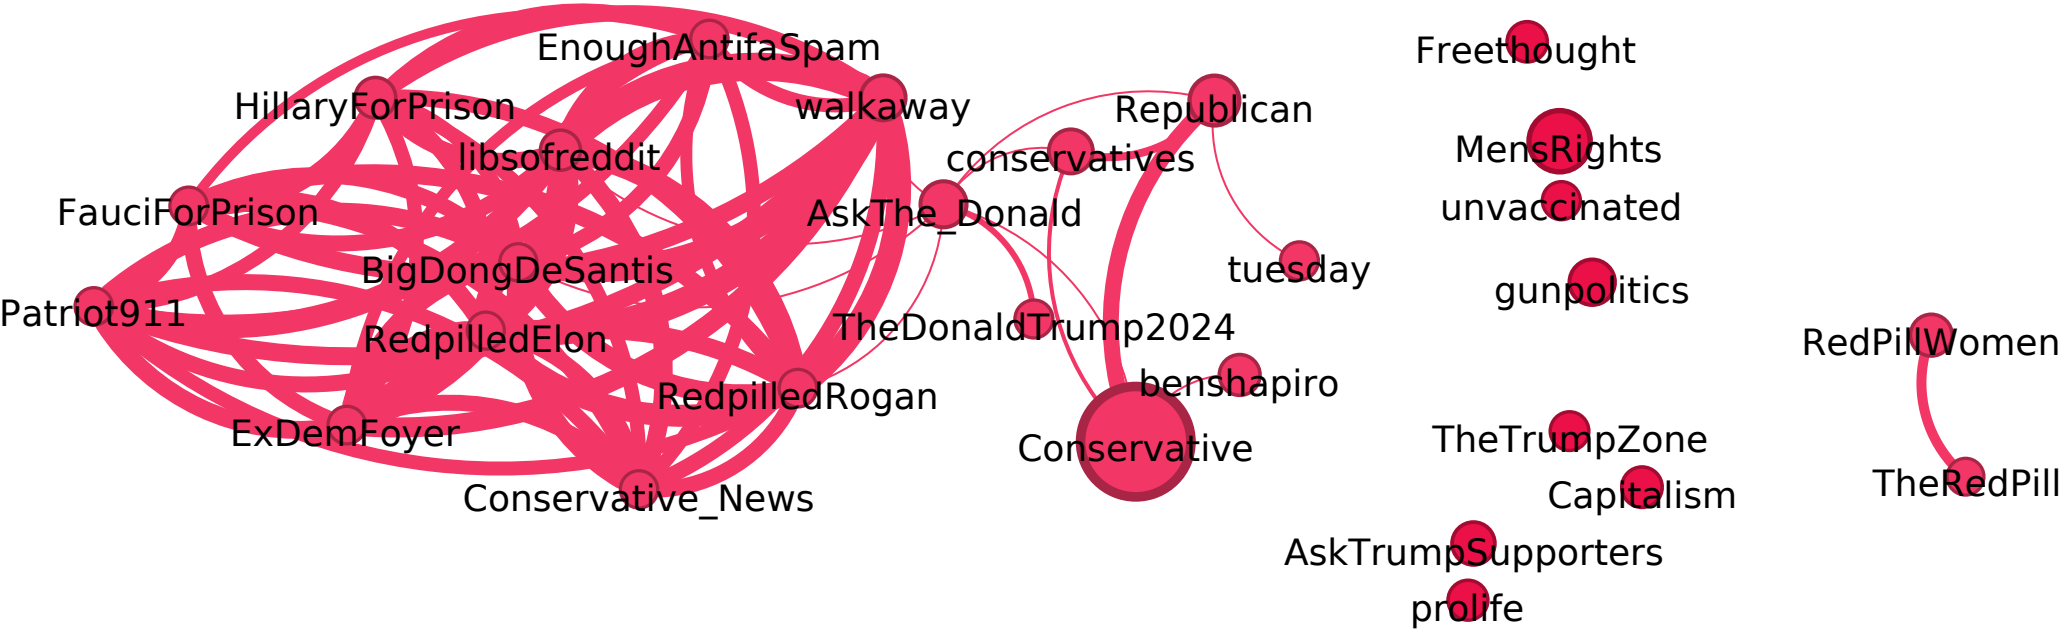 EnoughAntifaSpam
HillaryForPrison
walkaway
libsofreddit
FauciForPrison
BigDongDeSantis
Patriot911
RedpilledElon
RedpilledRogan
ExDemFoyer
Conservative_News
Republican
conservatives
AskThe_Donald
tuesday
TheDonaldTrump2024
benshapiro
Conservative
Freethought
MensRights
unvaccinated
gunpolitics
TheTrumpZone
Capitalism
AskTrumpSupporters
prolife
RedPillWomen
TheRedPill